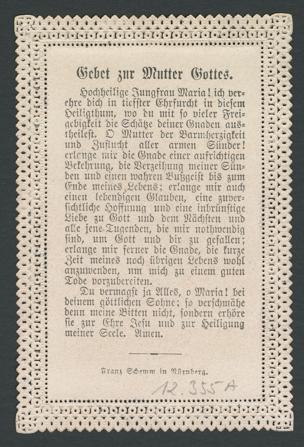 Gebet zur Mutter Gottes.
Hochheilige Jungfrau Maria! ich ver-
ehre dich in tiefster Ehrfurcht in diesem
Heiligthum, wo du mit so vieler Frei-
gebigkeit die Schätze deiner Gnaden aus-
theilest. O Mutter der Barmherzigkeit
und Zuflucht aller armen Sünder!
erlange mir die Gnade einer aufrichtigen
Bekehrung, die Verzeihung meiner Sün-
den und einen wahren Bußgeist bis zum
Ende meines Lebens; erlange mir auch
einen lebendigen Glauben, eine zuver-
sichtliche Hoffnung und eine inbrünstige
Liebe zu Gott und dem Nächsten und
alle jene Tugenden, die mir nothwendig
sind, um Gott und dir zu gefallen;
erlange mir ferner die Gnade, die kurze
Zeit meines noch übrigen Lebens wohl
anzuwenden, um mich zu einem guten
Tode vorzubereiten.
Du vermagst ja Alles, o Maria! bei
deinem göttlichen Sohne; so verschmähe
denn meine Bitten nicht, sondern erhöre
sie zur Ehre Jesu und zur Heiligung
meiner Seele. Amen.
Franz Schemm in Nürnberg.
12.355A